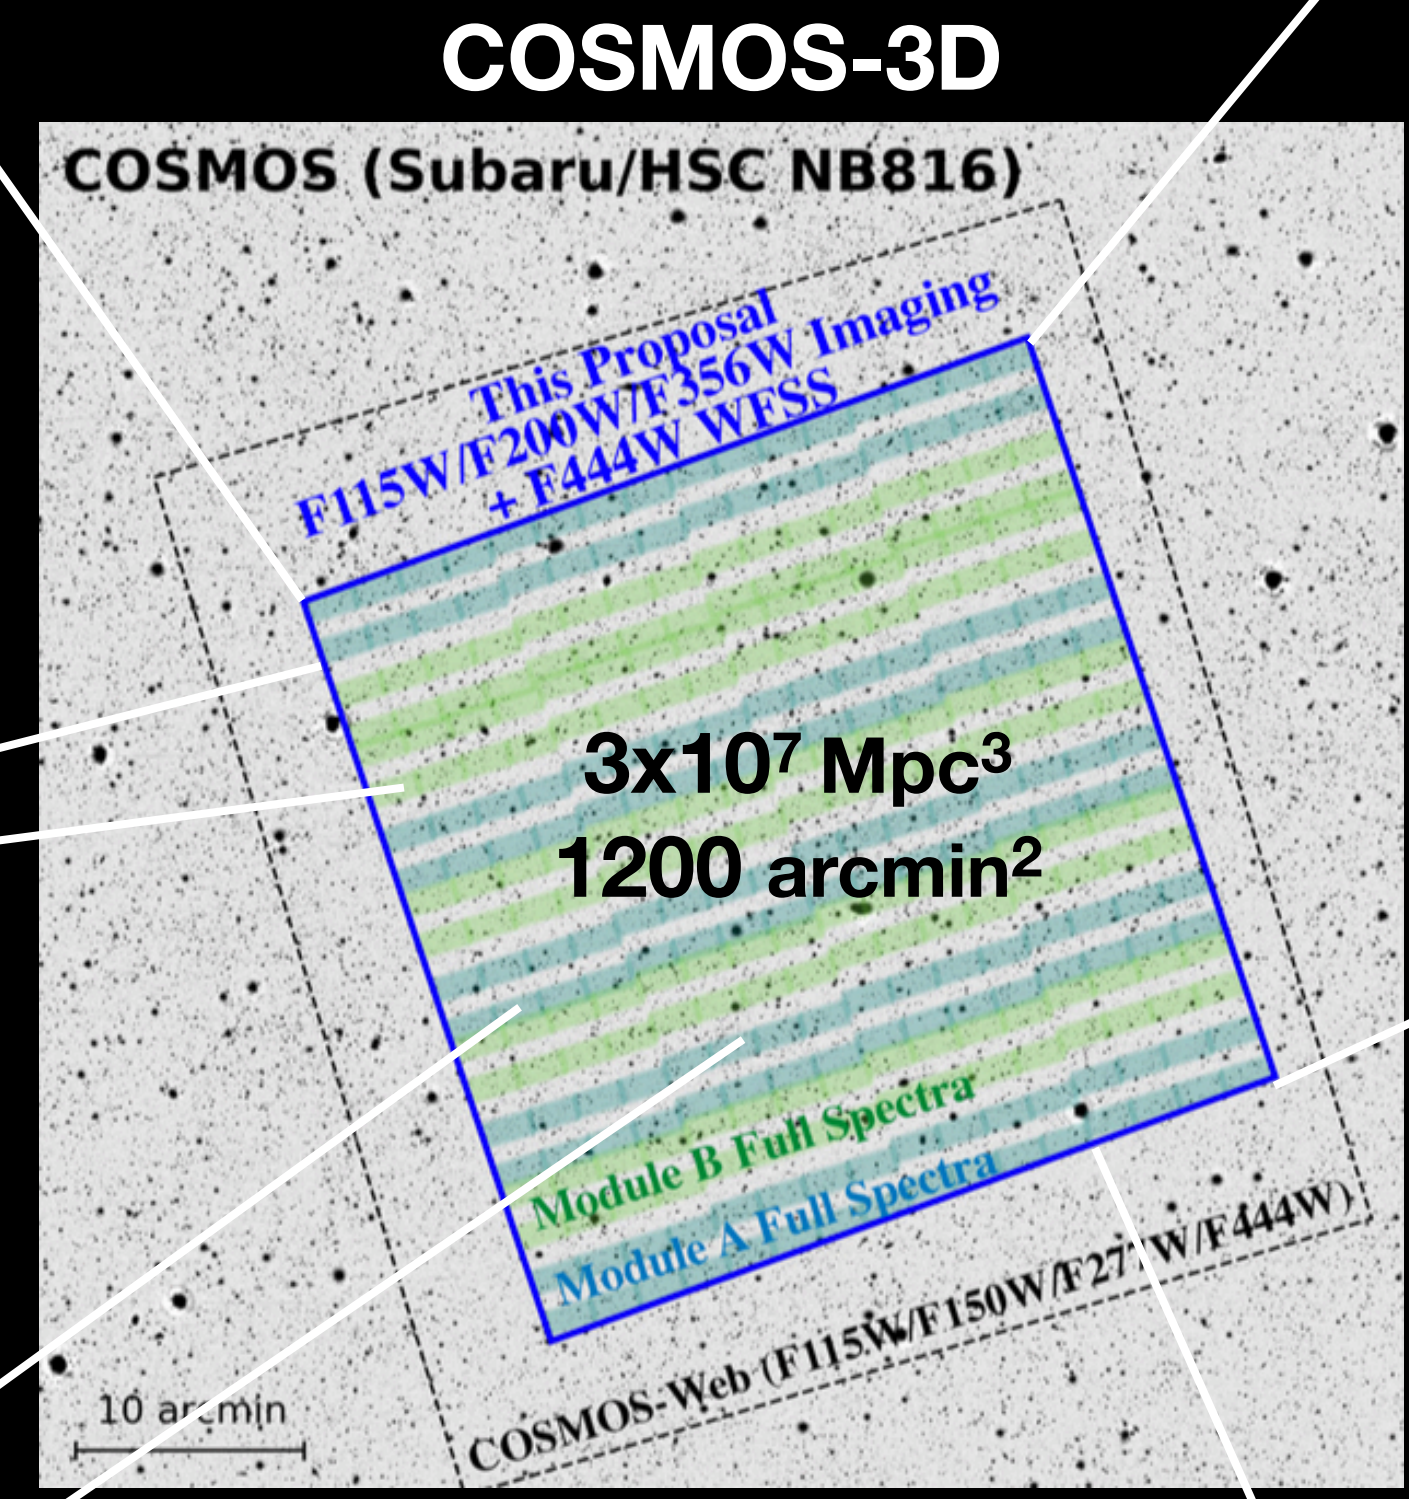 COSMOS-3D
COSMOS (Subaru/HSC NB816)
This Proposal
F115W/F200W/F356W Imaging
+ F444W WFSS
3x10⁷ Mpc³
1200 arcmin²
Module B Full Spectra
Module A Full Spectra
COSMOS-Web (F115W/F150W/F277W/F444W)
10 arcmin